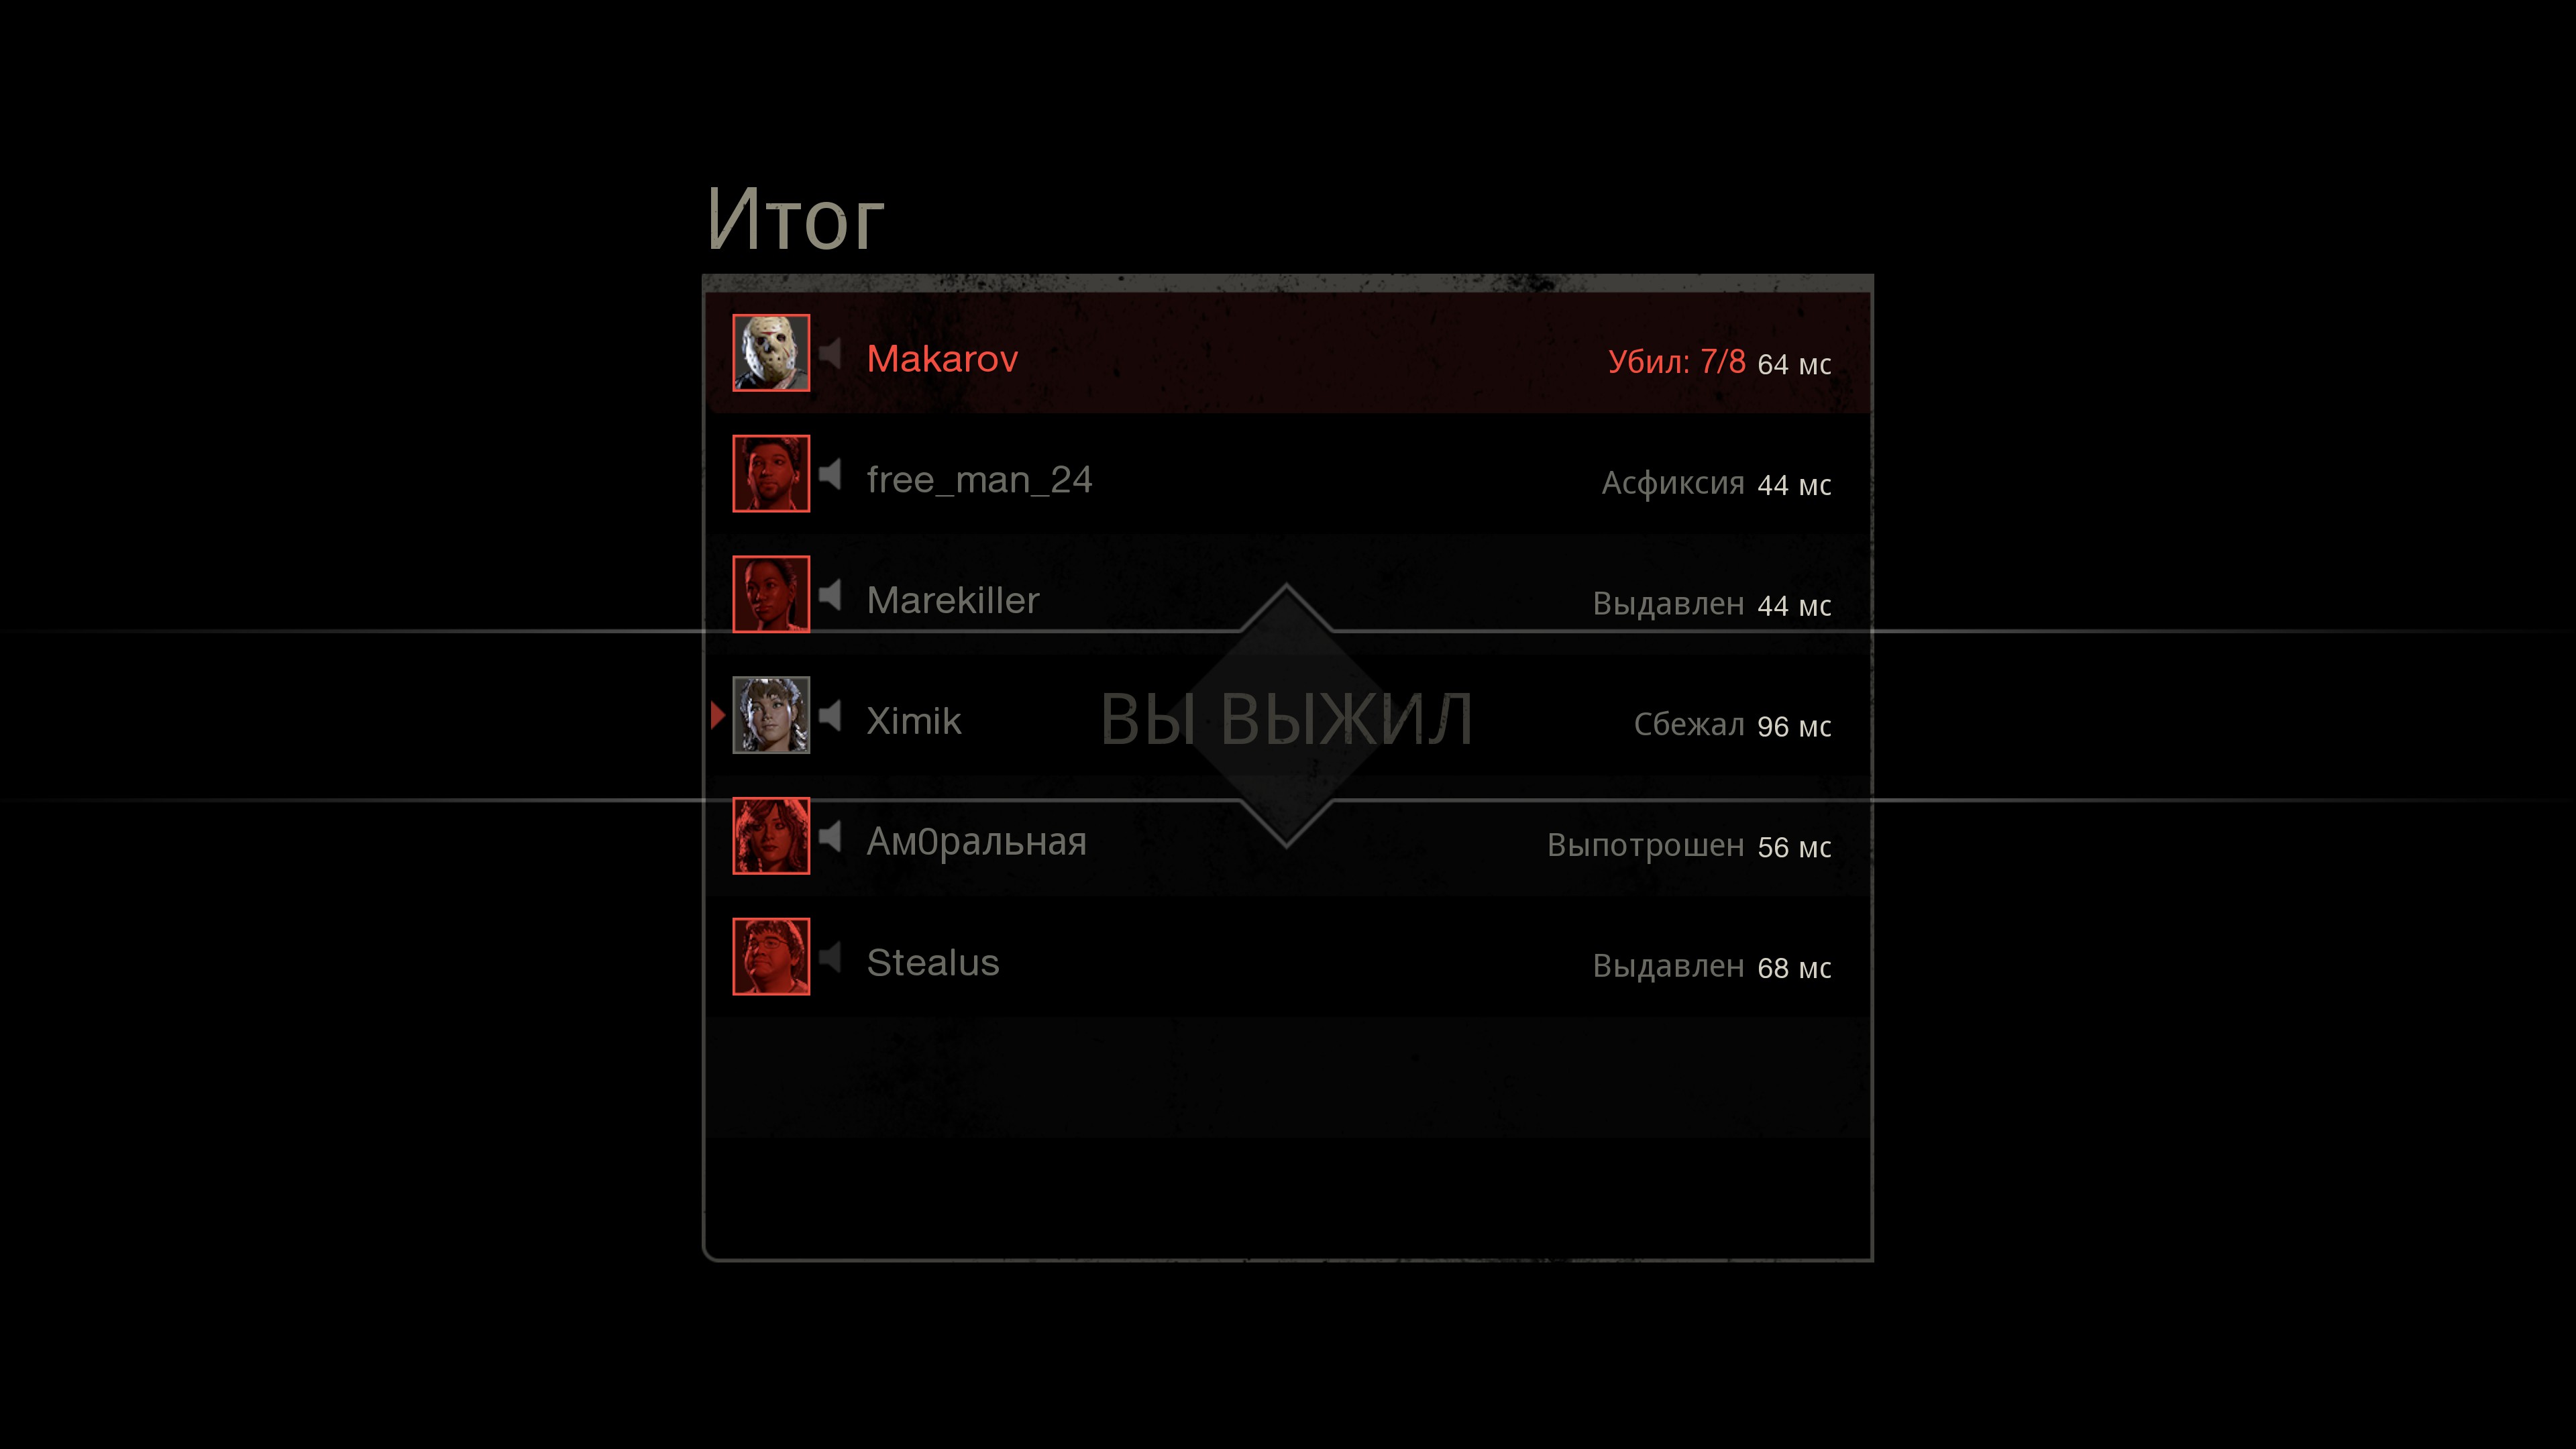 Итог
Makarov Убил: 7/8 64 мс
free_man_24 Асфиксия 44 мс
Marekiller Выдавлен 44 мс
Ximik ВЫ ВЫЖИЛ Сбежал 96 мс
Ам0ральная Выпотрошен 56 мс
Stealus Выдавлен 68 мс